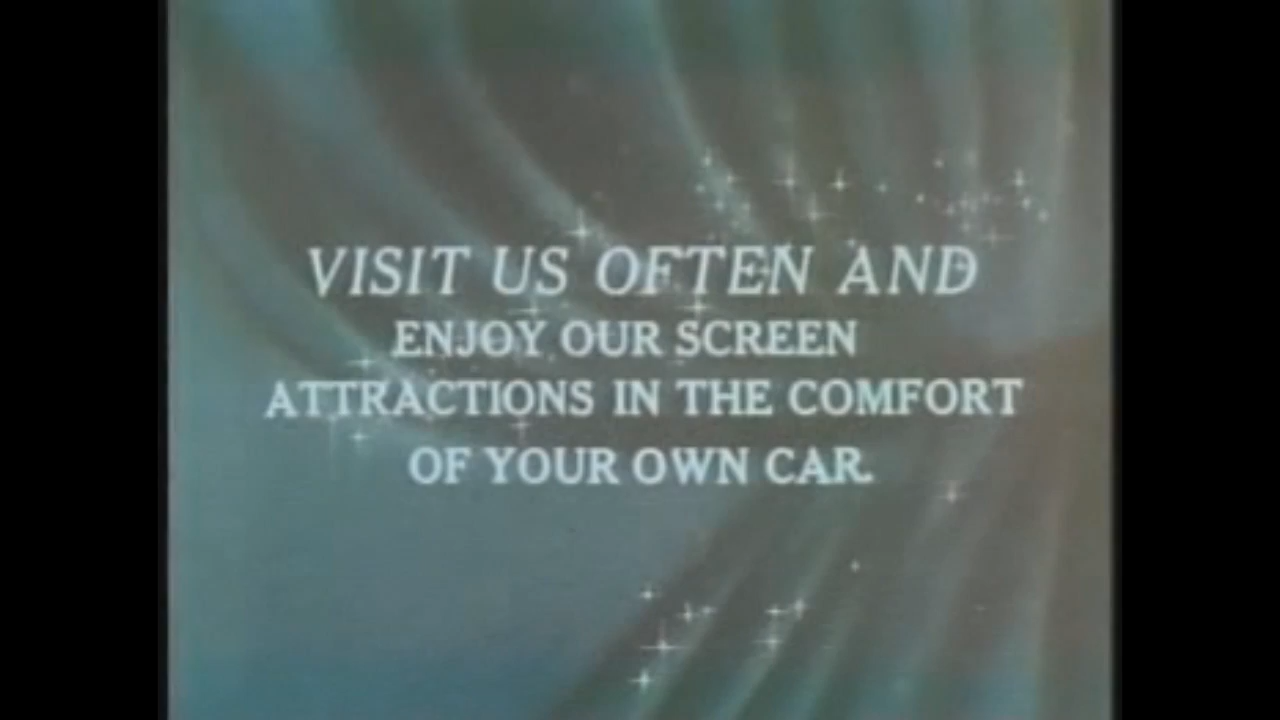 VISIT US OFTEN AND
ENJOY OUR SCREEN
ATTRACTIONS IN THE COMFORT
OF YOUR OWN CAR.